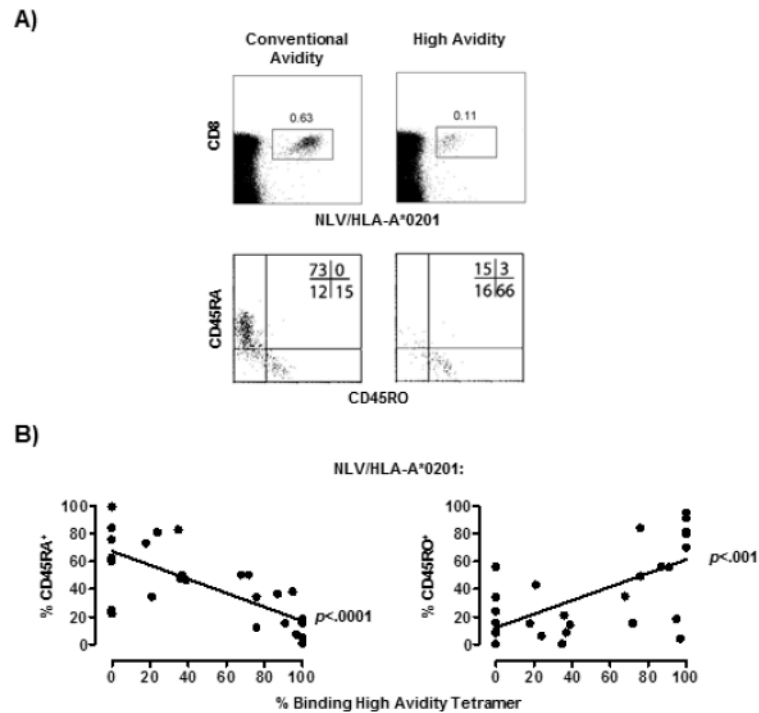 A)
Conventional
Avidity
High Avidity
CD8
0.63
0.11
NLV/HLA-A*0201
CD45RA
73 0
12 15
15 3
16 66
CD45RO
B)
NLV/HLA-A*0201:
% CD45RA+
100
80
60
40
20
0
p<.0001
0 20 40 60 80 100
% CD45RO+
100
80
60
40
20
0
p<.001
0 20 40 60 80 100
% Binding High Avidity Tetramer